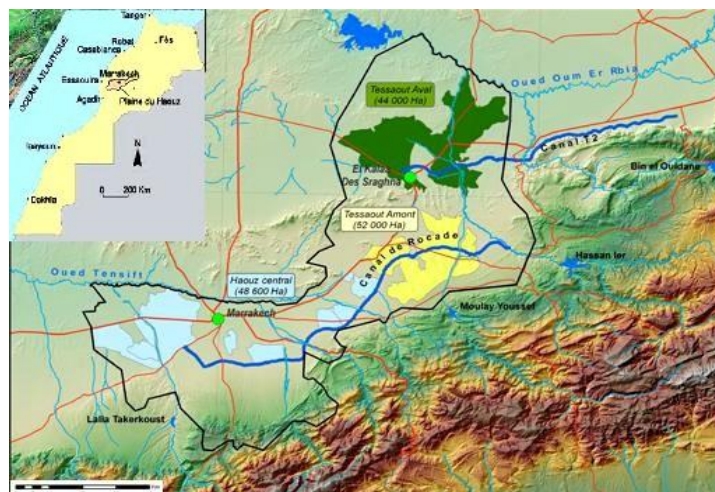 Tanger
Rabat
Fès
Casablanca
Essaouira
Marrakech
Agadir
Plaine du Haouz
OCEAN ATLANTIQUE
N
0 200 Km
Tessaout Aval
(44 000 Ha)
Oued Oum Er Rbia
Canal T2
El Kalaa
Des Sraghna
Bin el Ouidane
Tessaout Amont
(52 000 Ha)
Canal de Rocade
Hassan Ier
Oued Tensift
Haouz central
(48 600 Ha)
Marrakech
Moulay Youssef
Lalla Takerkoust